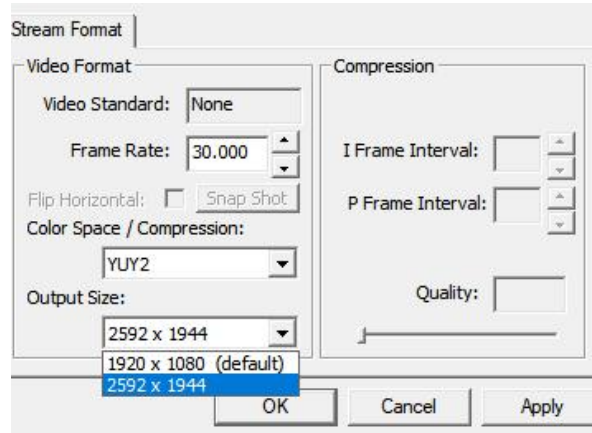 Stream Format
Video Format
Video Standard: None
Frame Rate: 30.000
Flip Horizontal: Snap Shot
Color Space / Compression:
YUY2
Output Size:
2592 x 1944
1920 x 1080 (default)
2592 x 1944
Compression
I Frame Interval:
P Frame Interval:
Quality:
OK Cancel Apply